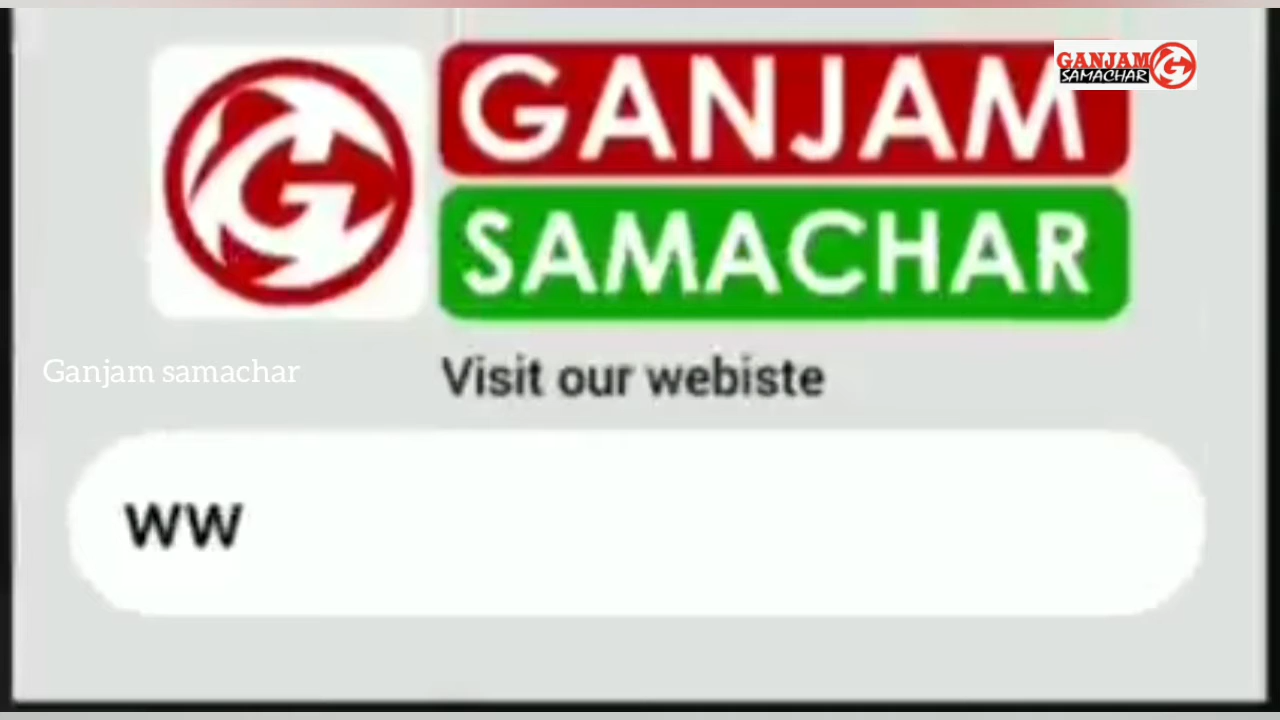 GANJAM
SAMACHAR
GANJAM
SAMACHAR
Ganjam samachar
Visit our webiste
WW